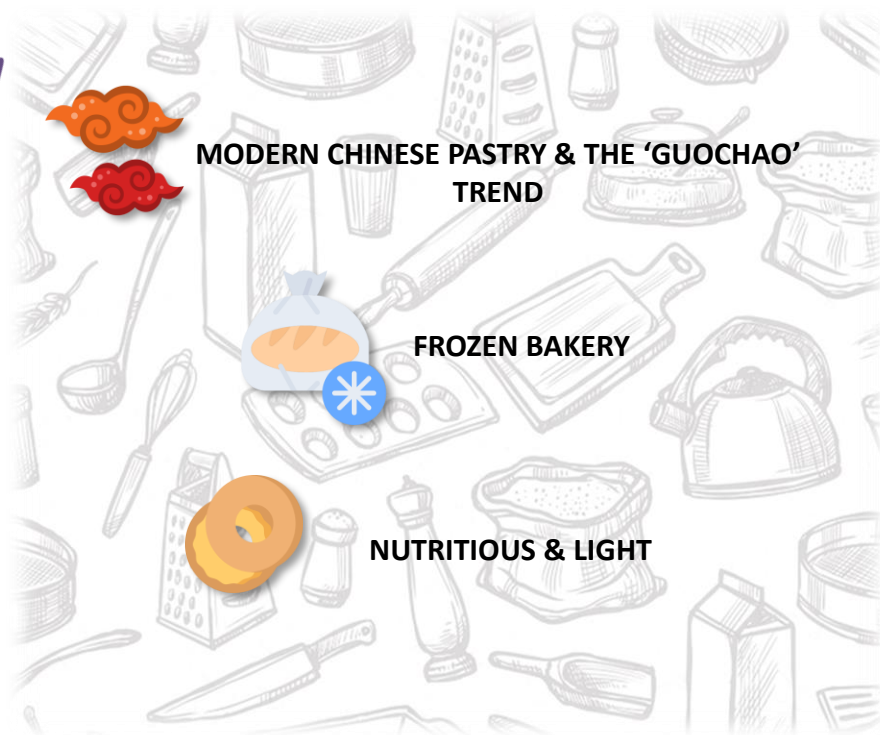 MODERN CHINESE PASTRY & THE ‘GUOCHAO’
TREND
FROZEN BAKERY
NUTRITIOUS & LIGHT